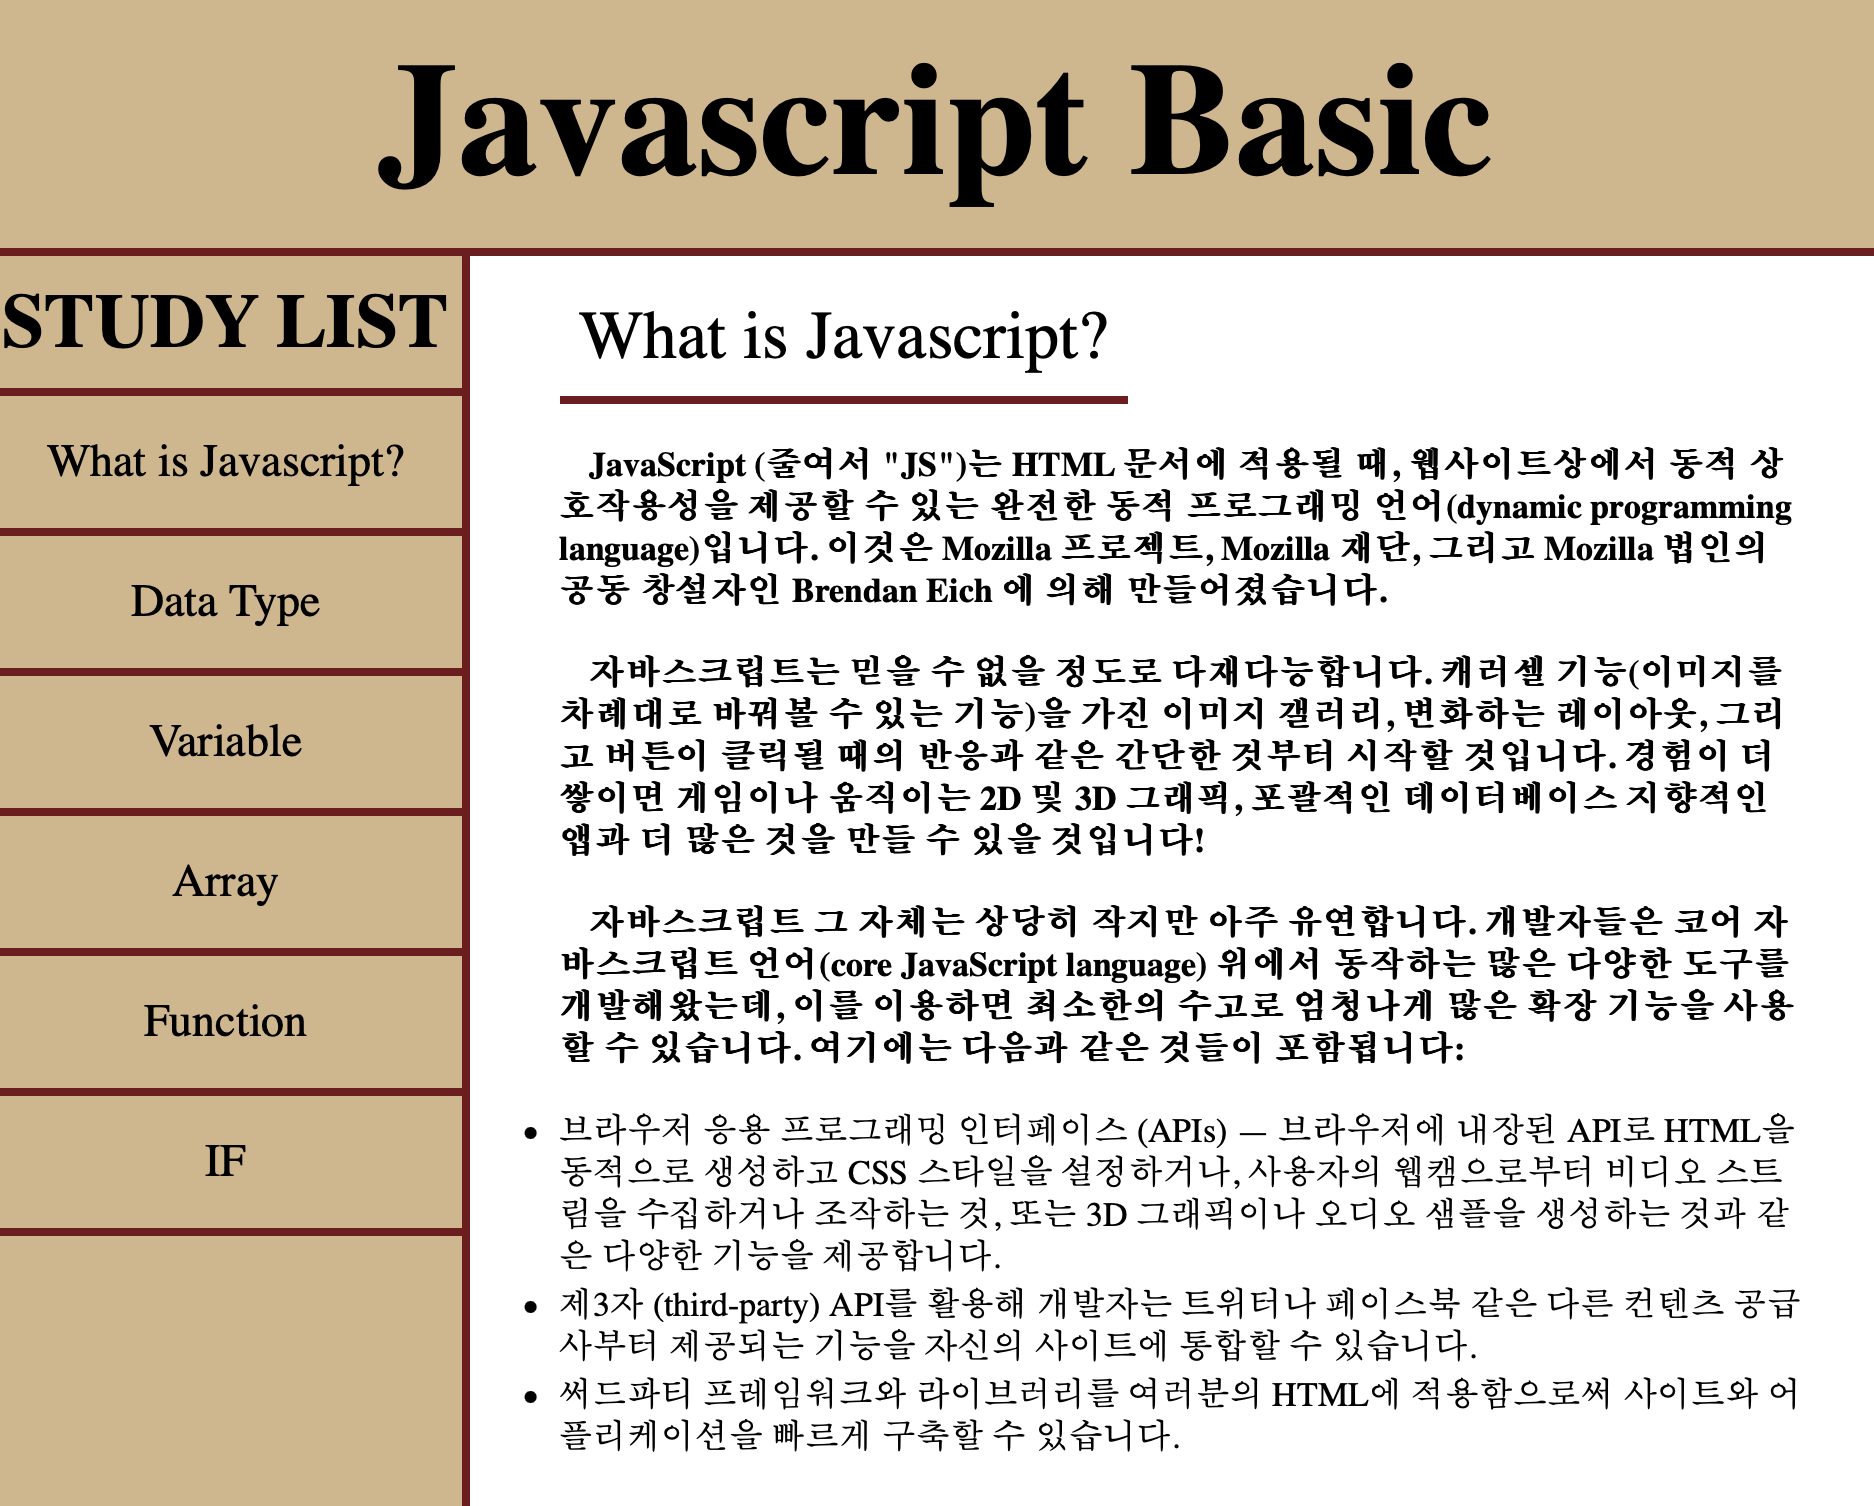 Javascript Basic
STUDY LIST
What is Javascript?
Data Type
Variable
Array
Function
IF
What is Javascript?
JavaScript (줄여서 "JS")는 HTML 문서에 적용될 때, 웹사이트상에서 동적 상
호작용성을 제공할 수 있는 완전한 동적 프로그래밍 언어(dynamic programming
language)입니다. 이것은 Mozilla 프로젝트, Mozilla 재단, 그리고 Mozilla 법인의
공동 창설자인 Brendan Eich 에 의해 만들어졌습니다.
자바스크립트는 믿을 수 없을 정도로 다재다능합니다. 캐러셀 기능(이미지를
차례대로 바꿔볼 수 있는 기능)을 가진 이미지 갤러리, 변화하는 레이아웃, 그리
고 버튼이 클릭될 때의 반응과 같은 간단한 것부터 시작할 것입니다. 경험이 더
쌓이면 게임이나 움직이는 2D 및 3D 그래픽, 포괄적인 데이터베이스 지향적인
앱과 더 많은 것을 만들 수 있을 것입니다!
자바스크립트 그 자체는 상당히 작지만 아주 유연합니다. 개발자들은 코어 자
바스크립트 언어(core JavaScript language) 위에서 동작하는 많은 다양한 도구를
개발해왔는데, 이를 이용하면 최소한의 수고로 엄청나게 많은 확장 기능을 사용
할 수 있습니다. 여기에는 다음과 같은 것들이 포함됩니다:
• 브라우저 응용 프로그래밍 인터페이스 (APIs) — 브라우저에 내장된 API로 HTML을
동적으로 생성하고 CSS 스타일을 설정하거나, 사용자의 웹캠으로부터 비디오 스트
림을 수집하거나 조작하는 것, 또는 3D 그래픽이나 오디오 샘플을 생성하는 것과 같
은 다양한 기능을 제공합니다.
• 제3자 (third-party) API를 활용해 개발자는 트위터나 페이스북 같은 다른 컨텐츠 공급
사부터 제공되는 기능을 자신의 사이트에 통합할 수 있습니다.
• 써드파티 프레임워크와 라이브러리를 여러분의 HTML에 적용함으로써 사이트와 어
플리케이션을 빠르게 구축할 수 있습니다.